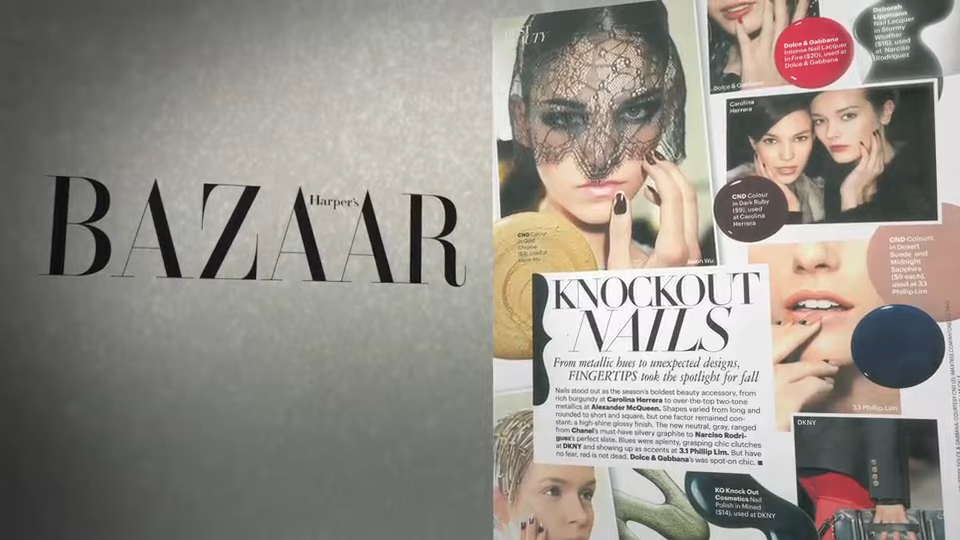 Harper's
BAZAAR
BEAUTY
Dolce & Gabbana
Intense Nail Lacquer
in Fire ($20), used at
Dolce & Gabbana
Deborah
Lippmann
Nail Lacquer
in Stormy
Weather
($16), used
at Narciso
Rodriguez
Dolce & Gabbana
Carolina
Herrera
CND Colour
in Dark Ruby
($9), used
at Carolina
Herrera
CND Colour
in Gold
Chrome
Jason Wu
CND Colours
in Desert
Suede and
Midnight
Sapphire
($9 each),
used at 3.1
Phillip Lim
KNOCKOUT
NAILS
From metallic hues to unexpected designs,
FINGERTIPS took the spotlight for fall
Nails stood out as the season's boldest beauty accessory, from
rich burgundy at Carolina Herrera to over-the-top two-tone
metallics at Alexander McQueen. Shapes varied from long and
rounded to short and square, but one factor remained con-
stant: a high-shine glossy finish. The new neutral, gray, ranged
from Chanel's must-have silvery graphite to Narciso Rodri-
guez's perfect slate. Blues were aplenty, grasping chic clutches
at DKNY and showing up as accents at 3.1 Phillip Lim. But have
no fear, red is not dead. Dolce & Gabbana's was spot-on chic. ■
3.1 Phillip Lim
DKNY
KO Knock Out
Cosmetics Nail
Polish in Mined
($14), used at DKNY